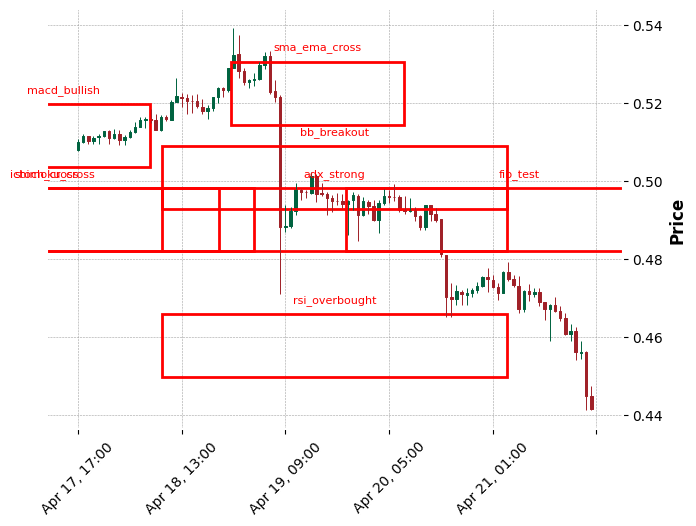 0.54
sma_ema_cross
macd_bullish
0.52
bb_breakout
adx_strong
fib_test
0.50
Price
0.48
rsi_overbought
0.46
0.44
Apr 17, 17:00
Apr 18, 13:00
Apr 19, 09:00
Apr 20, 05:00
Apr 21, 01:00